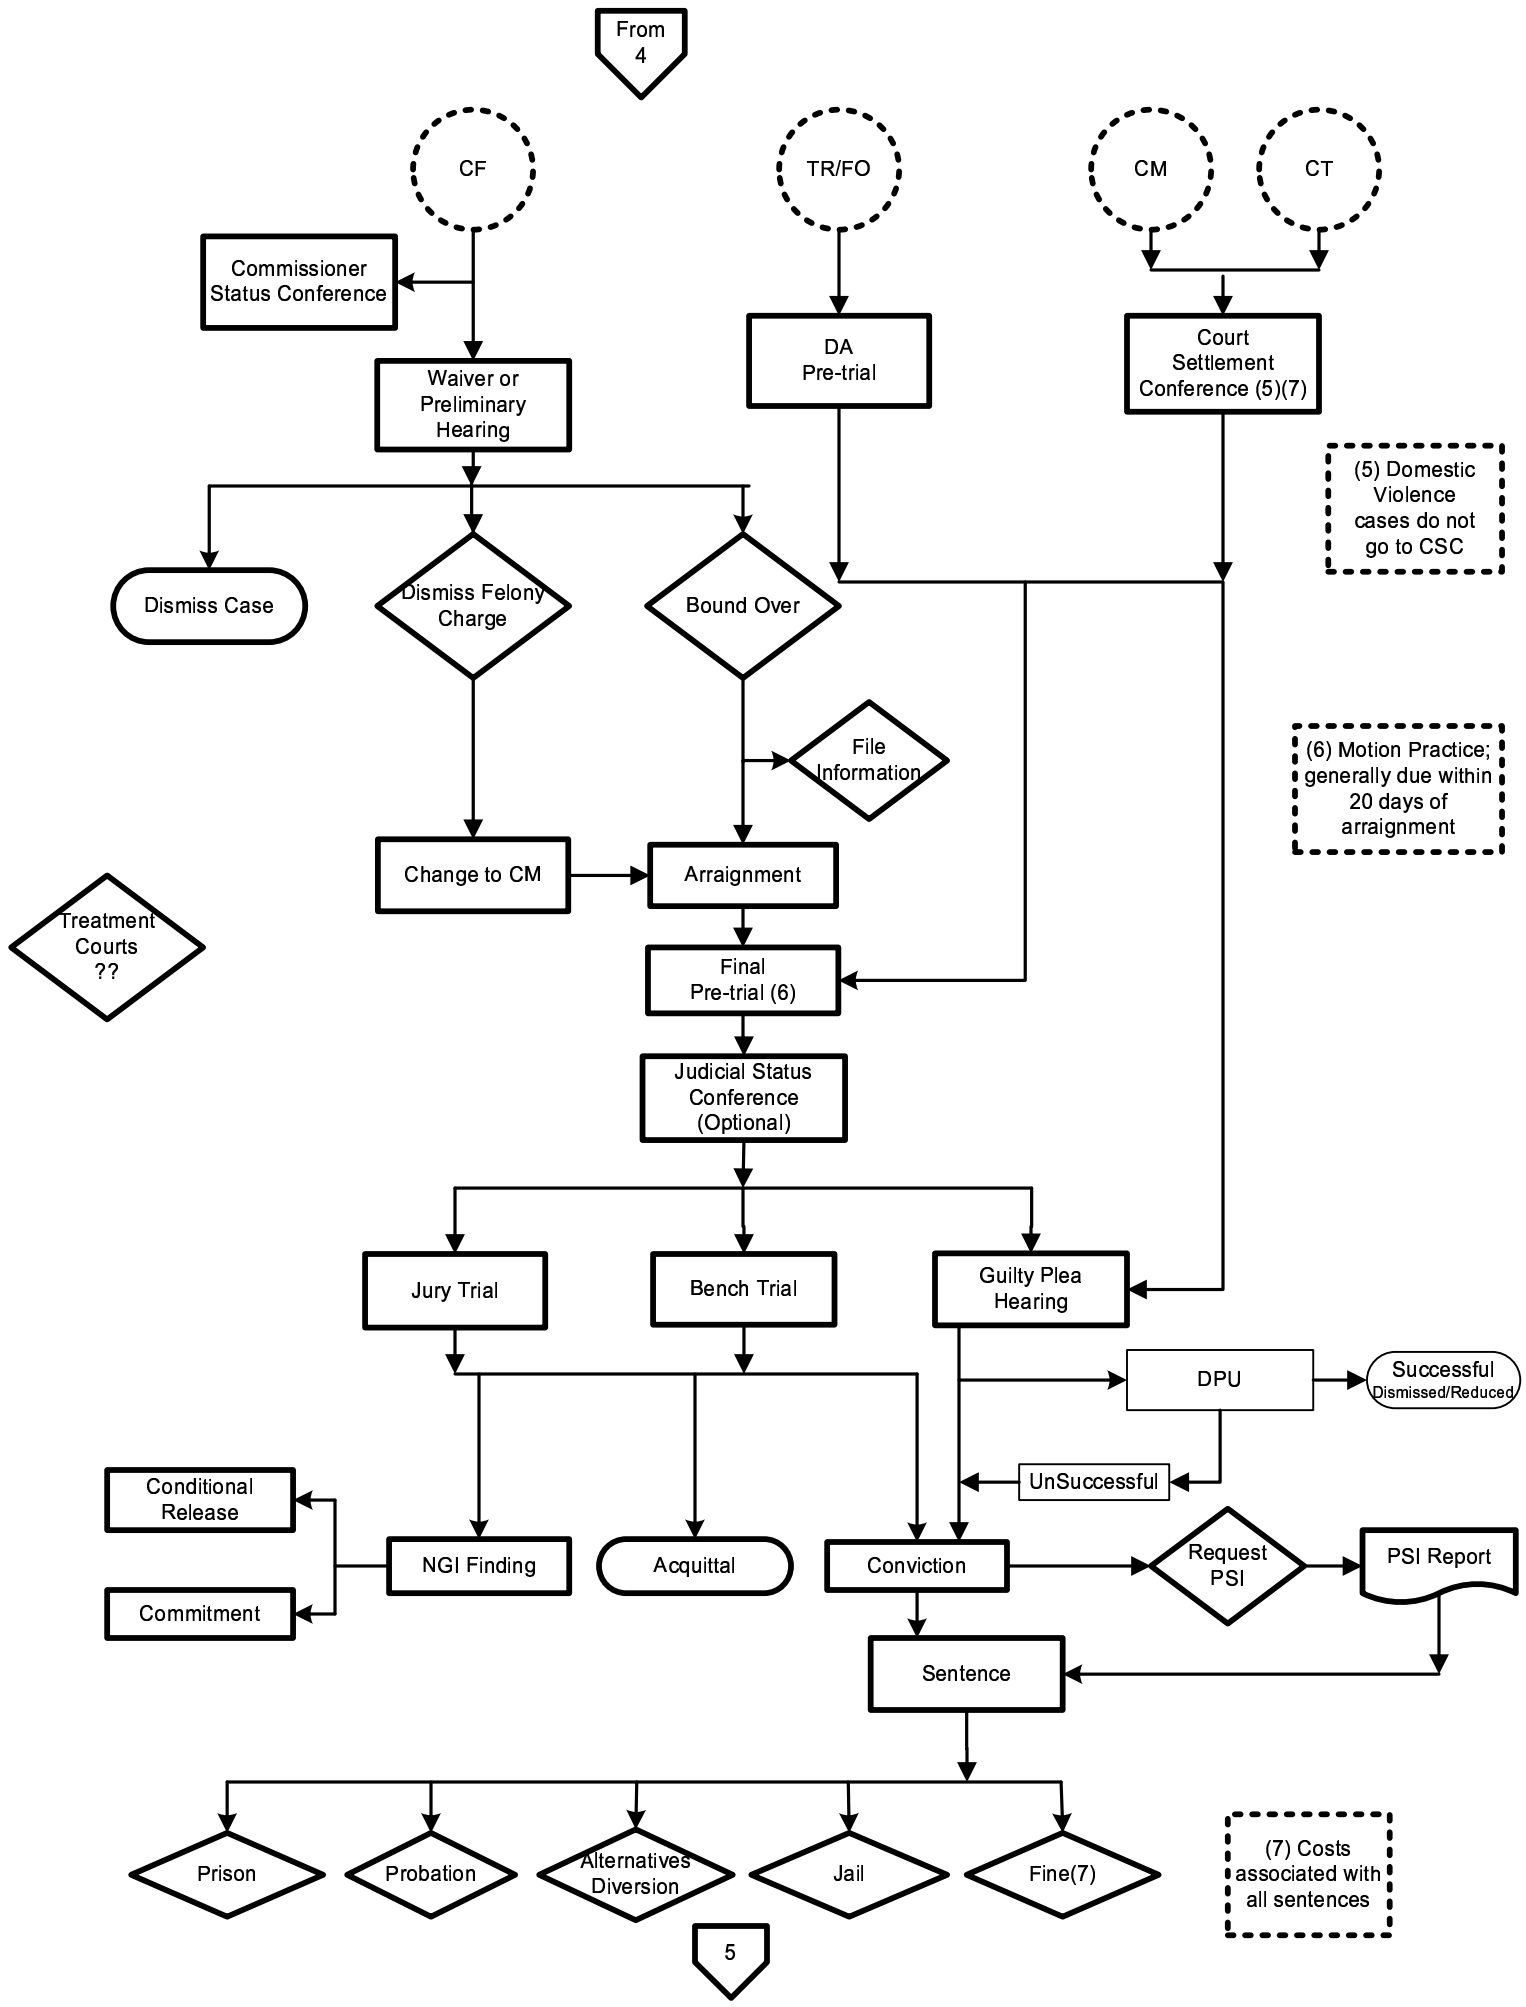 From
4
CF
TR/FO
CM
CT
Commissioner
Status Conference
DA
Pre-trial
Court
Settlement
Conference (5)(7)
Waiver or
Preliminary
Hearing
(5) Domestic
Violence
cases do not
go to CSC
Dismiss Case
Dismiss Felony
Charge
Bound Over
File
Information
(6) Motion Practice;
generally due within
20 days of
arraignment
Change to CM
Arraignment
Treatment
Courts
??
Final
Pre-trial (6)
Judicial Status
Conference
(Optional)
Jury Trial
Bench Trial
Guilty Plea
Hearing
DPU
Successful
Dismissed/Reduced
UnSuccessful
Conditional
Release
NGI Finding
Acquittal
Conviction
Request
PSI
PSI Report
Commitment
Sentence
Prison
Probation
Alternatives
Diversion
Jail
Fine(7)
(7) Costs
associated with
all sentences
5